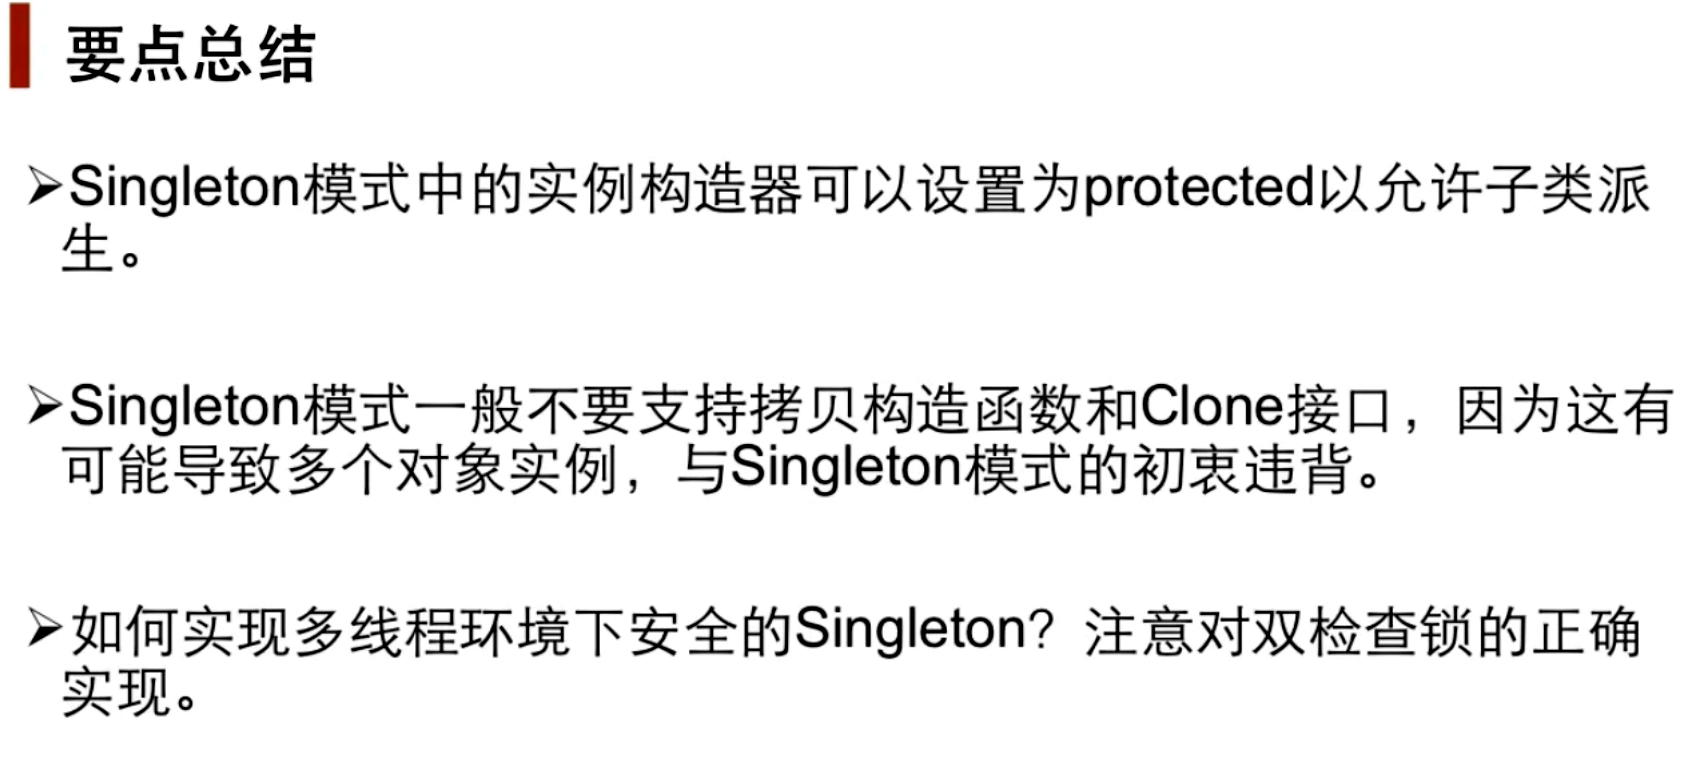 要点总结
➢Singleton模式中的实例构造器可以设置为protected以允许子类派
生。
➢Singleton模式一般不要支持拷贝构造函数和Clone接口，因为这有
可能导致多个对象实例，与Singleton模式的初衷违背。
➢如何实现多线程环境下安全的Singleton？注意对双检查锁的正确
实现。